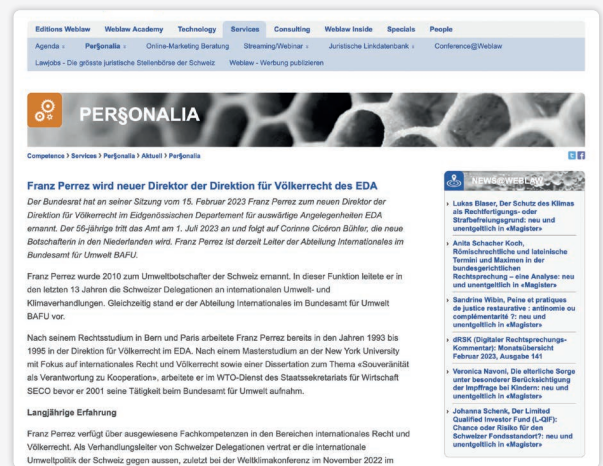 Editions Weblaw Weblaw Academy Technology Services Consulting Weblaw Inside Specials People
Agenda Per§onalia Online-Marketing Beratung Streaming/Webinar Juristische Linkdatenbank Conference@Weblaw
Lawjobs - Die grösste juristische Stellenbörse der Schweiz Weblaw - Werbung publizieren
PER§ONALIA
Competence > Services > Per§onalia > Aktuell > Per§onalia
Franz Perrez wird neuer Direktor der Direktion für Völkerrecht des EDA
Der Bundesrat hat an seiner Sitzung vom 15. Februar 2023 Franz Perrez zum neuen Direktor der
Direktion für Völkerrecht im Eidgenössischen Departement für auswärtige Angelegenheiten EDA
ernannt. Der 56-jährige tritt das Amt am 1. Juli 2023 an und folgt auf Corinne Cicéron Bühler, die neue
Botschafterin in den Niederlanden wird. Franz Perrez ist derzeit Leiter der Abteilung Internationales im
Bundesamt für Umwelt BAFU.
Franz Perrez wurde 2010 zum Umweltbotschafter der Schweiz ernannt. In dieser Funktion leitete er in
den letzten 13 Jahren die Schweizer Delegationen an internationalen Umwelt- und
Klimaverhandlungen. Gleichzeitig stand er der Abteilung Internationales im Bundesamt für Umwelt
BAFU vor.
Nach seinem Rechtsstudium in Bern und Paris arbeitete Franz Perrez bereits in den Jahren 1993 bis
1995 in der Direktion für Völkerrecht im EDA. Nach einem Masterstudium an der New York University
mit Fokus auf internationales Recht und Völkerrecht sowie einer Dissertation zum Thema «Souveränität
als Verantwortung zu Kooperation», arbeitete er im WTO-Dienst des Staatssekretariats für Wirtschaft
SECO bevor er 2001 seine Tätigkeit beim Bundesamt für Umwelt aufnahm.
Langjährige Erfahrung
Franz Perrez verfügt über ausgewiesene Fachkompetenzen in den Bereichen internationales Recht und
Völkerrecht. Als Verhandlungsleiter von Schweizer Delegationen vertrat er die internationale
Umweltpolitik der Schweiz gegen aussen, zuletzt bei der Weltklimakonferenz im November 2022 im
NEWS@WEBLAW
Lukas Blaser, Der Schutz des Klimas
als Rechtfertigungs- oder
Strafbefreiungsgrund: neu und
unentgeltlich in «Magister»
Anita Schacher Koch,
Römischrechtliche und lateinische
Termini und Maximen in der
bundesgerichtlichen
Rechtsprechung – eine Analyse: neu
und unentgeltlich in «Magister»
Sandrine Wibin, Peine et pratiques
de justice restaurative : antinomie ou
complémentarité ?: neu und
unentgeltlich in «Magister»
dRSK (Digitaler Rechtsprechungs-
Kommentar): Monatsübersicht
Februar 2023, Ausgabe 141
Veronica Navoni, Die elterliche Sorge
unter besonderer Berücksichtigung
der Impffrage bei Kindern: neu und
unentgeltlich in «Magister»
Johanna Schenk, Der Limited
Qualified Investor Fund (L-QIF):
Chance oder Risiko für den
Schweizer Fondsstandort?: neu und
unentgeltlich in «Magister»